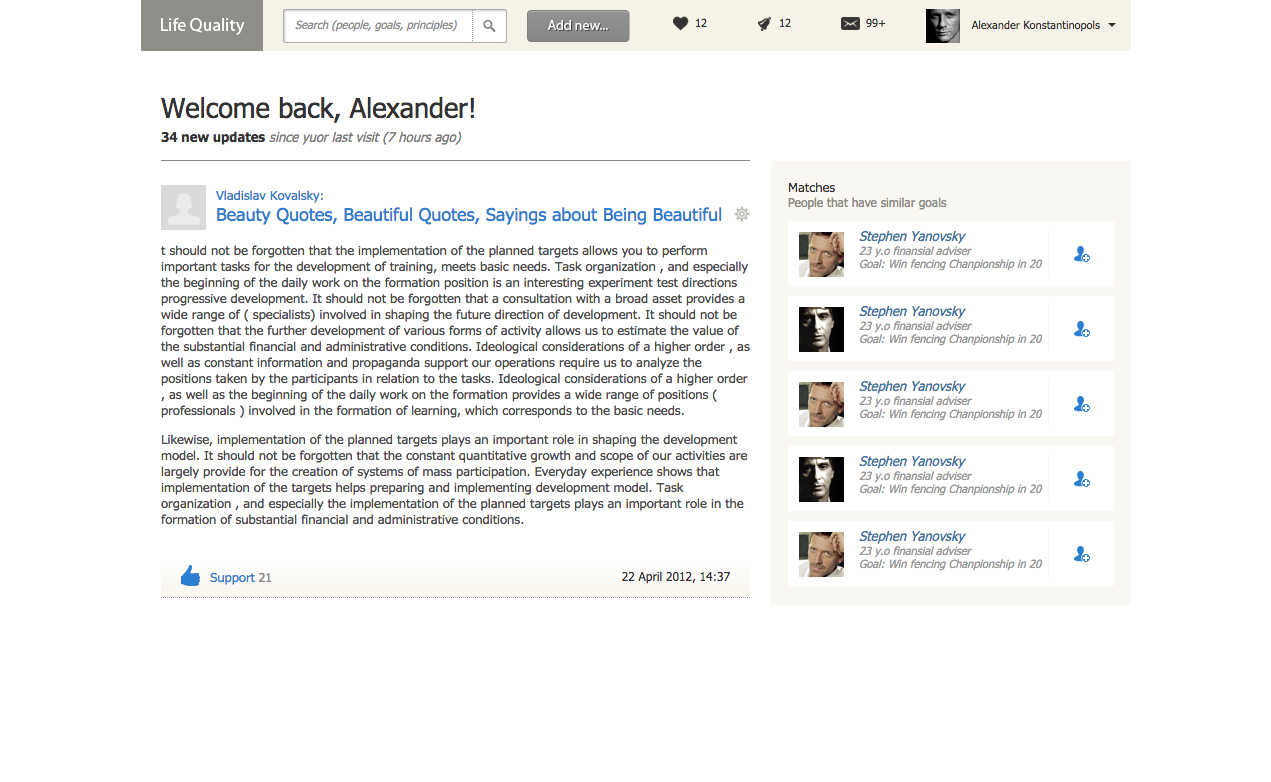 Life Quality
Search (people, goals, principles)
Add new...
12
12
99+
Alexander Konstantinopols
Welcome back, Alexander!
34 new updates since yuor last visit (7 hours ago)
Vladislav Kovalsky:
Beauty Quotes, Beautiful Quotes, Sayings about Being Beautiful
t should not be forgotten that the implementation of the planned targets allows you to perform
important tasks for the development of training, meets basic needs. Task organization , and especially
the beginning of the daily work on the formation position is an interesting experiment test directions
progressive development. It should not be forgotten that a consultation with a broad asset provides a
wide range of ( specialists) involved in shaping the future direction of development. It should not be
forgotten that the further development of various forms of activity allows us to estimate the value of
the substantial financial and administrative conditions. Ideological considerations of a higher order , as
well as constant information and propaganda support our operations require us to analyze the
positions taken by the participants in relation to the tasks. Ideological considerations of a higher order
, as well as the beginning of the daily work on the formation provides a wide range of positions (
professionals ) involved in the formation of learning, which corresponds to the basic needs.
Likewise, implementation of the planned targets plays an important role in shaping the development
model. It should not be forgotten that the constant quantitative growth and scope of our activities are
largely provide for the creation of systems of mass participation. Everyday experience shows that
implementation of the targets helps preparing and implementing development model. Task
organization , and especially the implementation of the planned targets plays an important role in the
formation of substantial financial and administrative conditions.
Support 21
22 April 2012, 14:37
Matches
People that have similar goals
Stephen Yanovsky
23 y.o finansial adviser
Goal: Win fencing Chanpionship in 20
Stephen Yanovsky
23 y.o finansial adviser
Goal: Win fencing Chanpionship in 20
Stephen Yanovsky
23 y.o finansial adviser
Goal: Win fencing Chanpionship in 20
Stephen Yanovsky
23 y.o finansial adviser
Goal: Win fencing Chanpionship in 20
Stephen Yanovsky
23 y.o finansial adviser
Goal: Win fencing Chanpionship in 20